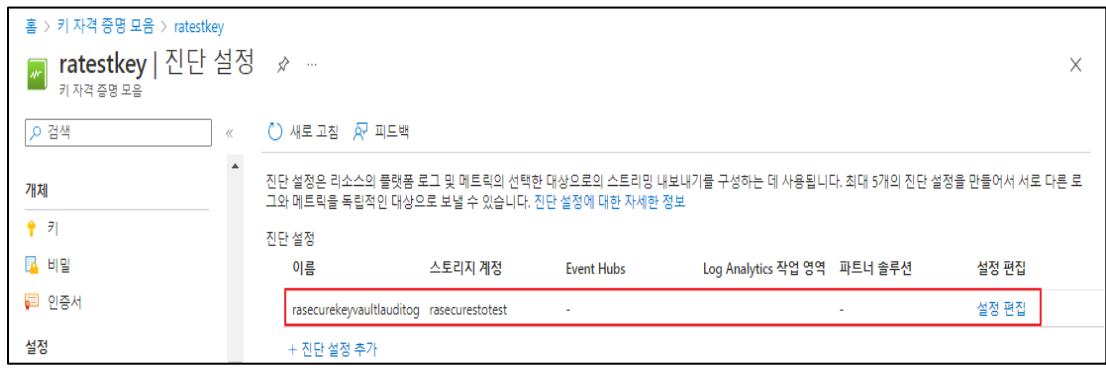 홈 > 키 자격 증명 모음 > ratestkey
ratestkey | 진단 설정 ...
키 자격 증명 모음
검색 «
새로 고침 피드백
진단 설정은 리소스의 플랫폼 로그 및 메트릭의 선택한 대상으로의 스트리밍 내보내기를 구성하는 데 사용됩니다. 최대 5개의 진단 설정을 만들어서 서로 다른 로
그와 메트릭을 독립적인 대상으로 보낼 수 있습니다. 진단 설정에 대한 자세한 정보
개체
키
비밀
인증서
설정
진단 설정
이름 스토리지 계정 Event Hubs Log Analytics 작업 영역 파트너 솔루션 설정 편집
rasecurekeyvaultlauditog rasecurestotest - - 설정 편집
+ 진단 설정 추가